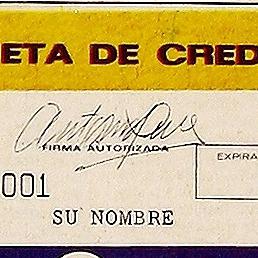 ETA DE CRED
FIRMA AUTORIZADA
EXPIRA
001
SU NOMBRE